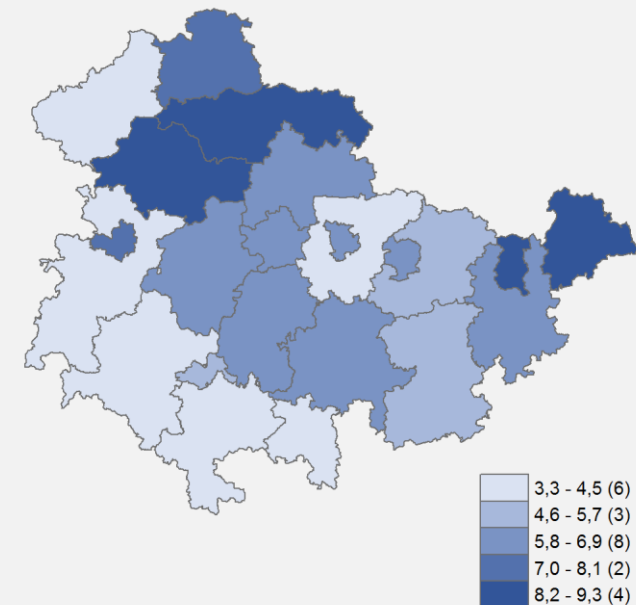 3,3 - 4,5 (6)
4,6 - 5,7 (3)
5,8 - 6,9 (8)
7,0 - 8,1 (2)
8,2 - 9,3 (4)